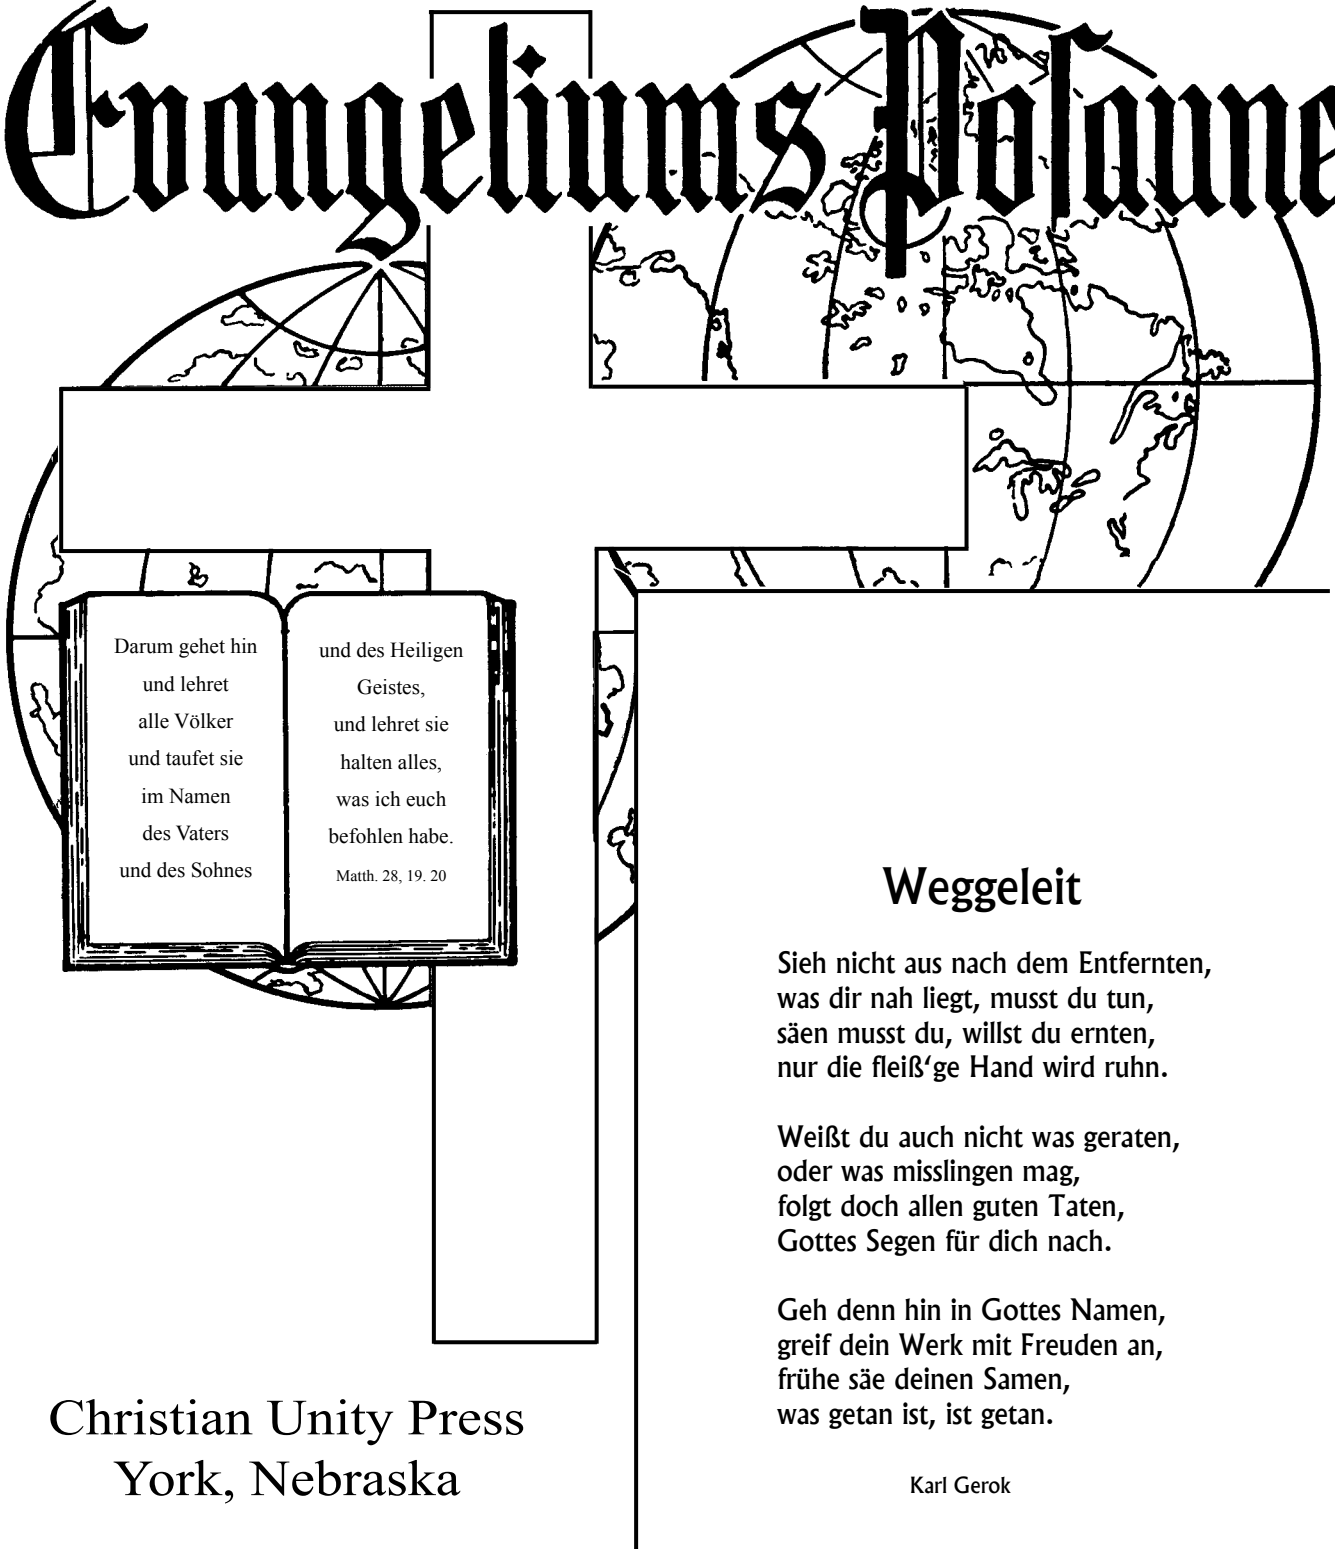 Evangeliums Poſaune
Darum gehet hin
und lehret
alle Völker
und taufet sie
im Namen
des Vaters
und des Sohnes
und des Heiligen
Geistes,
und lehret sie
halten alles,
was ich euch
befohlen habe.
Matth. 28, 19. 20
Weggeleit
Sieh nicht aus nach dem Entfernten,
was dir nah liegt, musst du tun,
säen musst du, willst du ernten,
nur die fleiß‘ge Hand wird ruhn.
Weißt du auch nicht was geraten,
oder was misslingen mag,
folgt doch allen guten Taten,
Gottes Segen für dich nach.
Geh denn hin in Gottes Namen,
greif dein Werk mit Freuden an,
frühe säe deinen Samen,
was getan ist, ist getan.
Karl Gerok
Christian Unity Press
York, Nebraska